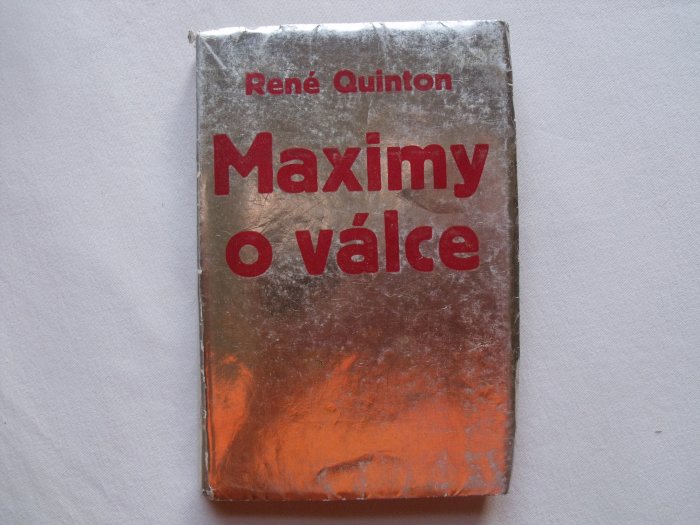 René Quinton
Maximy
o válce